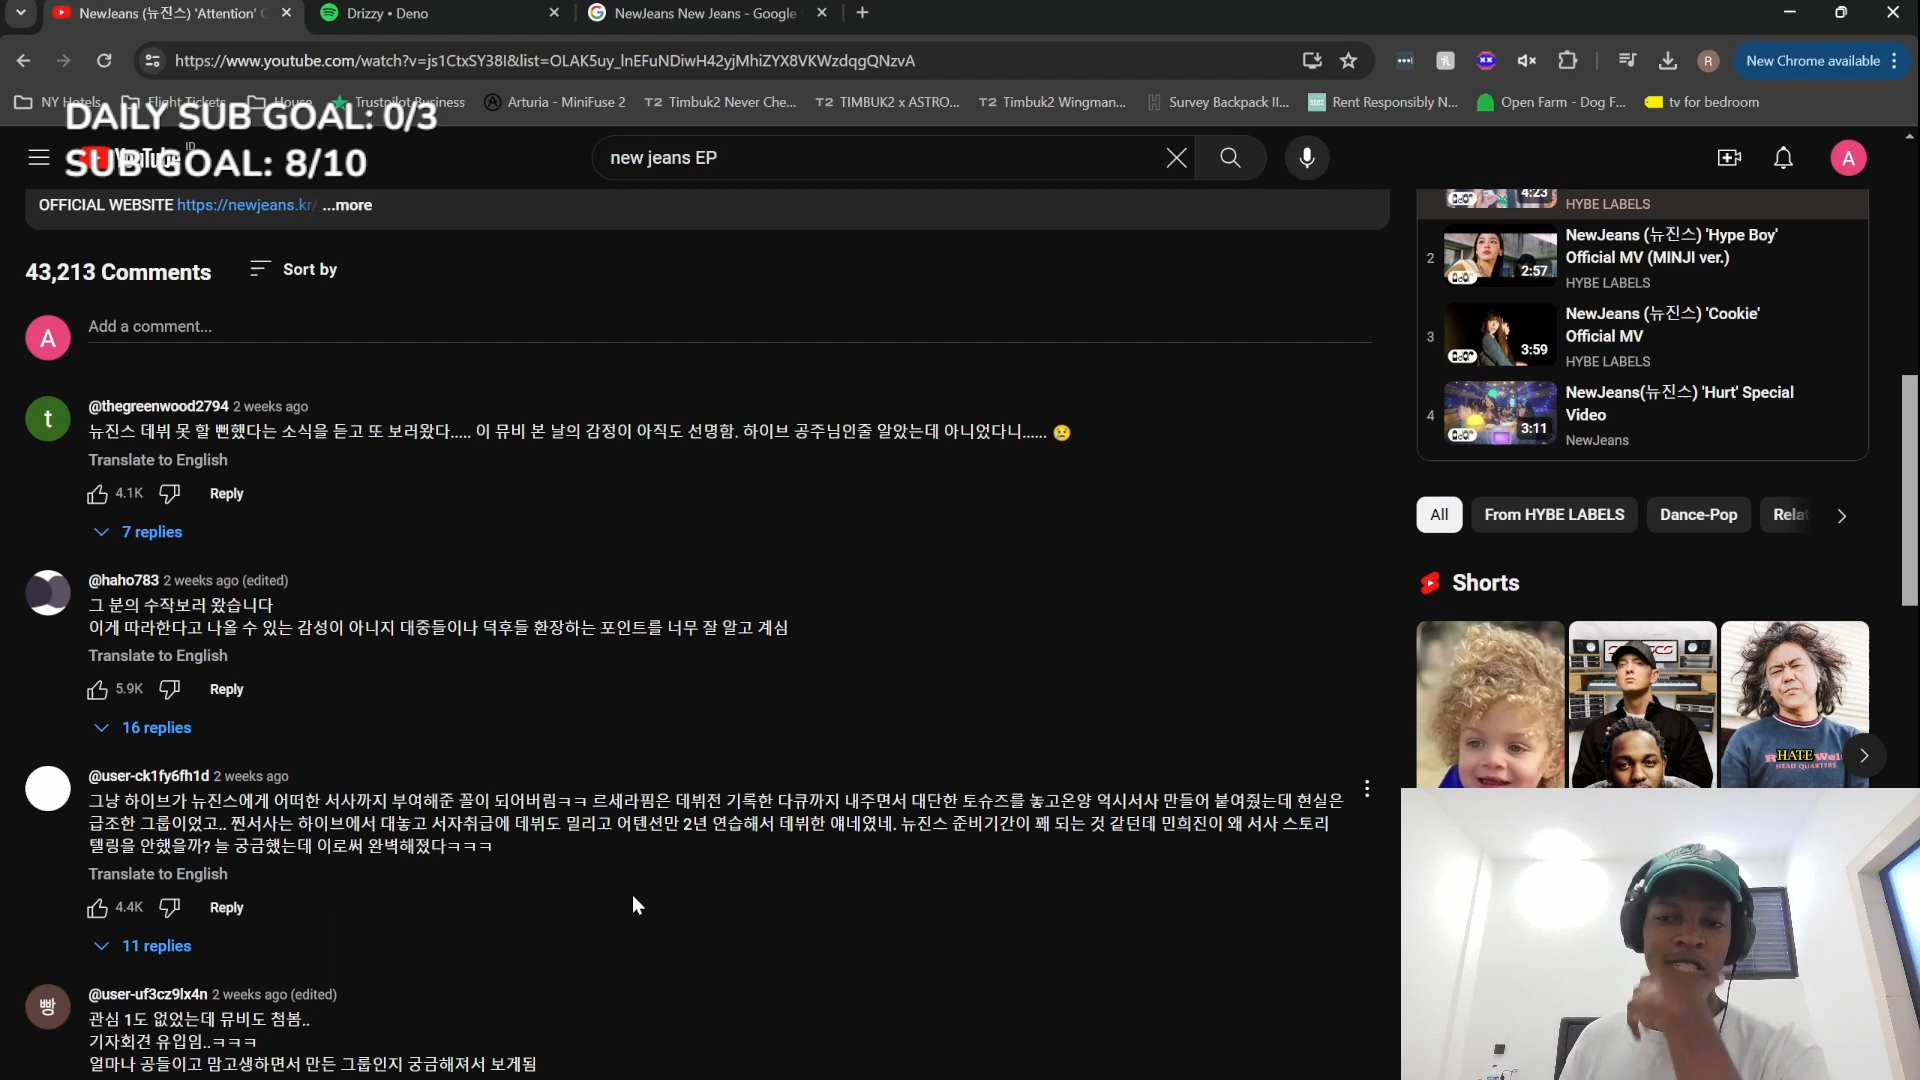 NewJeans (뉴진스) 'Attention'
Drizzy • Deno
NewJeans New Jeans - Google
https://www.youtube.com/watch?v=js1CtxSY38I&list=OLAK5uy_lnEFuNDiwH42yjMhiZYX8VKWzdqgQNzvA
R
New Chrome available
NY Hotels
Flight Tickets
House
Trustpilot Business
Arturia - MiniFuse 2
T2 Timbuk2 Never Che...
T2 TIMBUK2 x ASTRO...
T2 Timbuk2 Wingman...
Survey Backpack II...
Rent Responsibly N...
Open Farm - Dog F...
tv for bedroom
DAILY SUB GOAL: 0/3
SUB GOAL: 8/10
YouTube ID
new jeans EP
A
OFFICIAL WEBSITE https://newjeans.kr/ ...more
43,213 Comments
Sort by
A
Add a comment...
t
@thegreenwood2794 2 weeks ago
뉴진스 데뷔 못 할 뻔했다는 소식을 듣고 또 보러왔다..... 이 뮤비 본 날의 감정이 아직도 선명함. 하이브 공주님인줄 알았는데 아니었다니...... 😢
Translate to English
4.1K
Reply
7 replies
@haho783 2 weeks ago (edited)
그 분의 수작보러 왔습니다
이게 따라한다고 나올 수 있는 감성이 아니지 대중들이나 덕후들 환장하는 포인트를 너무 잘 알고 계심
Translate to English
5.9K
Reply
16 replies
@user-ck1fy6fh1d 2 weeks ago
그냥 하이브가 뉴진스에게 어떠한 서사까지 부여해준 꼴이 되어버림ㅋㅋ 르세라핌은 데뷔전 기록한 다큐까지 내주면서 대단한 토슈즈를 놓고온양 억시서사 만들어 붙여줬는데 현실은
급조한 그룹이었고.. 찐서사는 하이브에서 대놓고 서자취급에 데뷔도 밀리고 어텐션만 2년 연습해서 데뷔한 얘네였네. 뉴진스 준비기간이 꽤 되는 것 같던데 민희진이 왜 서사 스토리
텔링을 안했을까? 늘 궁금했는데 이로써 완벽해졌다ㅋㅋㅋ
Translate to English
4.4K
Reply
11 replies
빵
@user-uf3cz9lx4n 2 weeks ago (edited)
관심 1도 없었는데 뮤비도 첨봄..
기자회견 유입임..ㅋㅋㅋ
얼마나 공들이고 맘고생하면서 만든 그룹인지 궁금해져서 보게됨
4:23
HYBE LABELS
2
2:57
NewJeans (뉴진스) 'Hype Boy'
Official MV (MINJI ver.)
HYBE LABELS
3
3:59
NewJeans (뉴진스) 'Cookie'
Official MV
HYBE LABELS
4
3:11
NewJeans(뉴진스) 'Hurt' Special
Video
NewJeans
All
From HYBE LABELS
Dance-Pop
Relat
Shorts
HATE
HEAD QUARTERS